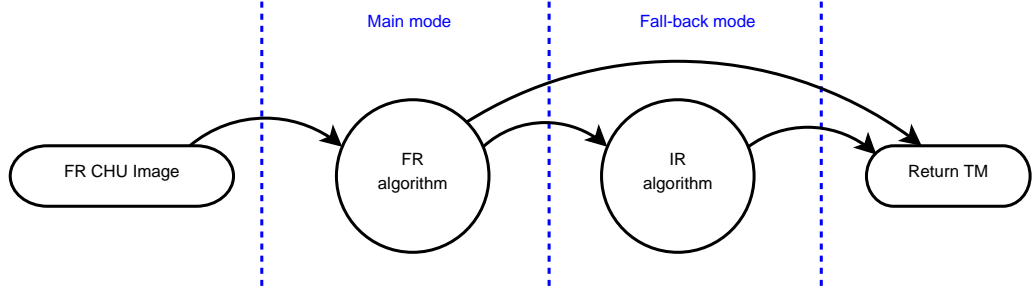 Main mode
Fall-back mode
FR CHU Image
FR
algorithm
IR
algorithm
Return TM